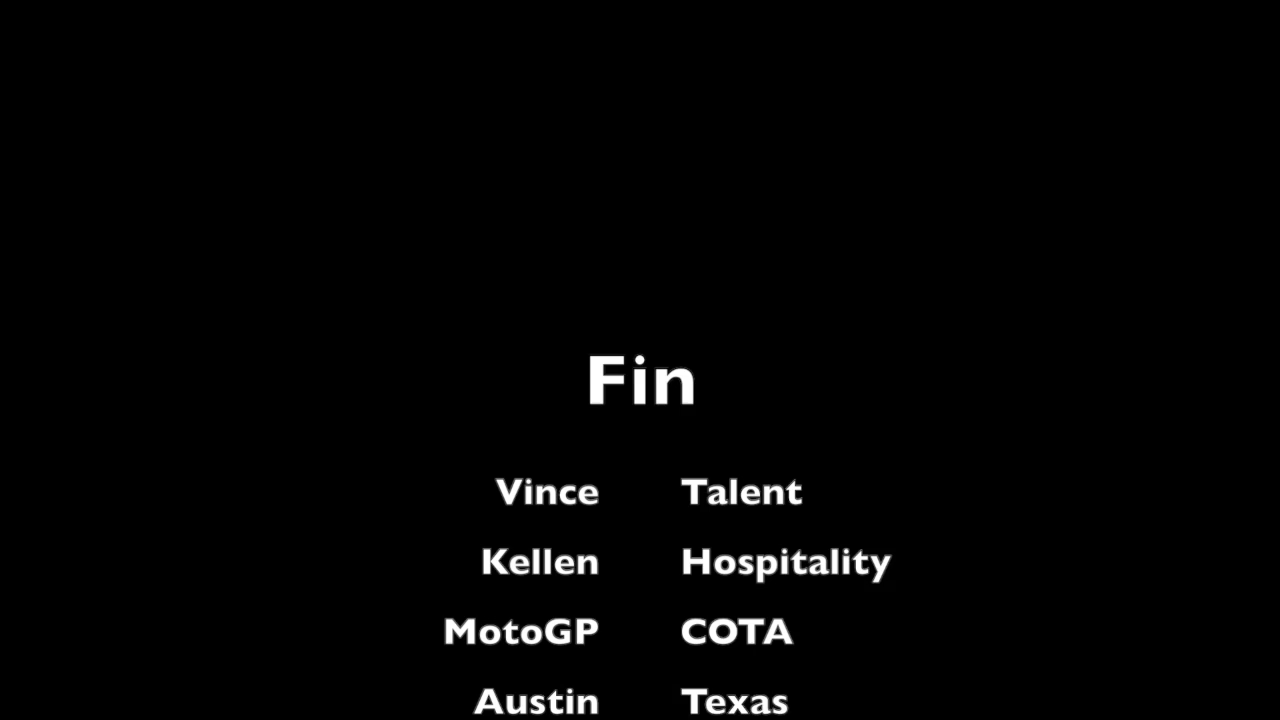 Fin
Vince Talent
Kellen Hospitality
MotoGP COTA
Austin Texas